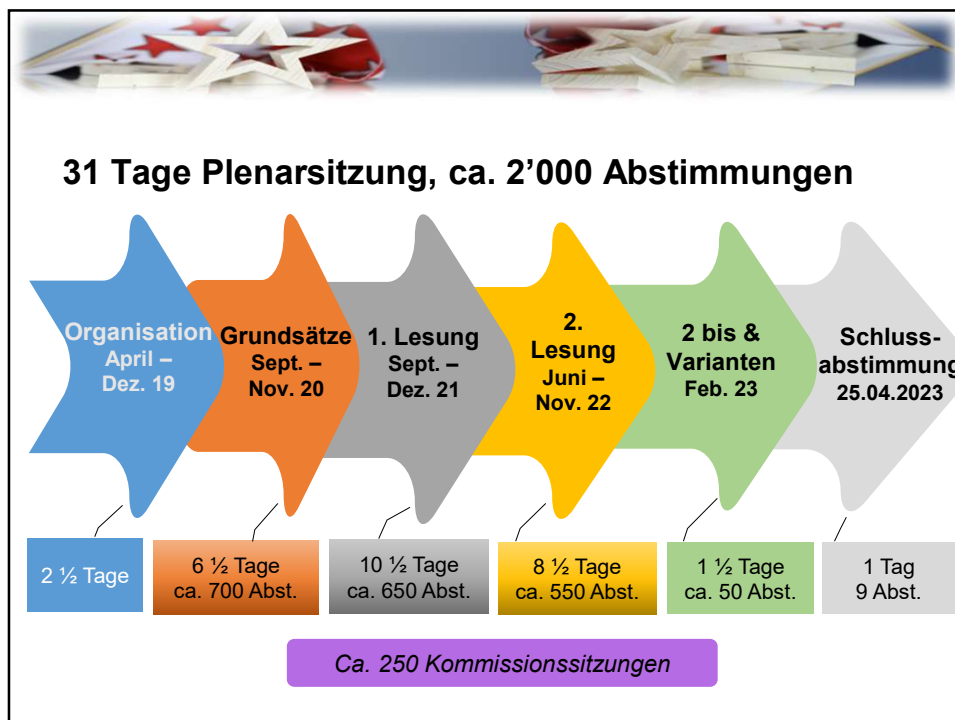 31 Tage Plenarsitzung, ca. 2’000 Abstimmungen
Organisation
April –
Dez. 19
Grundsätze
Sept. –
Nov. 20
1. Lesung
Sept. –
Dez. 21
2.
Lesung
Juni –
Nov. 22
2 bis &
Varianten
Feb. 23
Schluss-
abstimmung
25.04.2023
2 ½ Tage
6 ½ Tage
ca. 700 Abst.
10 ½ Tage
ca. 650 Abst.
8 ½ Tage
ca. 550 Abst.
1 ½ Tage
ca. 50 Abst.
1 Tag
9 Abst.
Ca. 250 Kommissionssitzungen